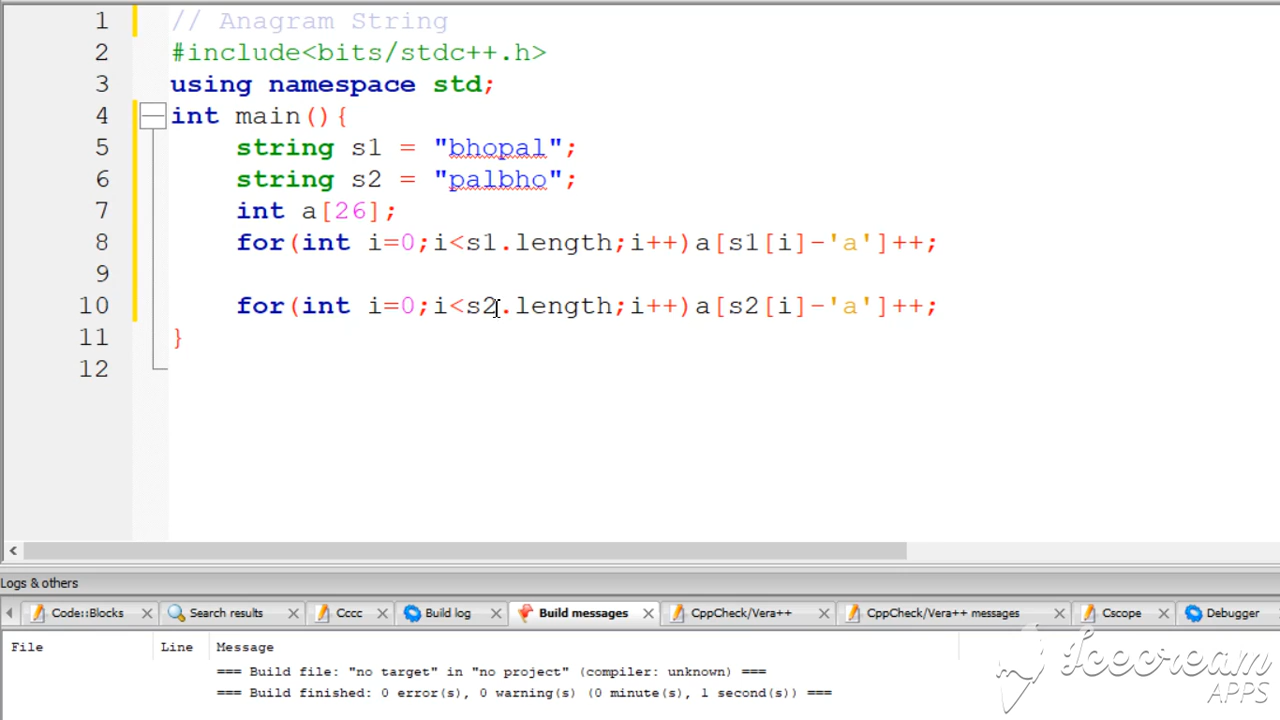 1 // Anagram String
2 #include<bits/stdc++.h>
3 using namespace std;
4 int main(){
5 string s1 = "bhopal";
6 string s2 = "palbho";
7 int a[26];
8 for(int i=0;i<s1.length;i++)a[s1[i]-'a']++;
9
10 for(int i=0;i<s2.length;i++)a[s2[i]-'a']++;
11 }
12
Logs & others
Code::Blocks Search results Cccc Build log Build messages CppCheck/Vera++ CppCheck/Vera++ messages Cscope Debugger
File Line Message
=== Build file: "no target" in "no project" (compiler: unknown) ===
=== Build finished: 0 error(s), 0 warning(s) (0 minute(s), 1 second(s)) ===
Icecream
APPS